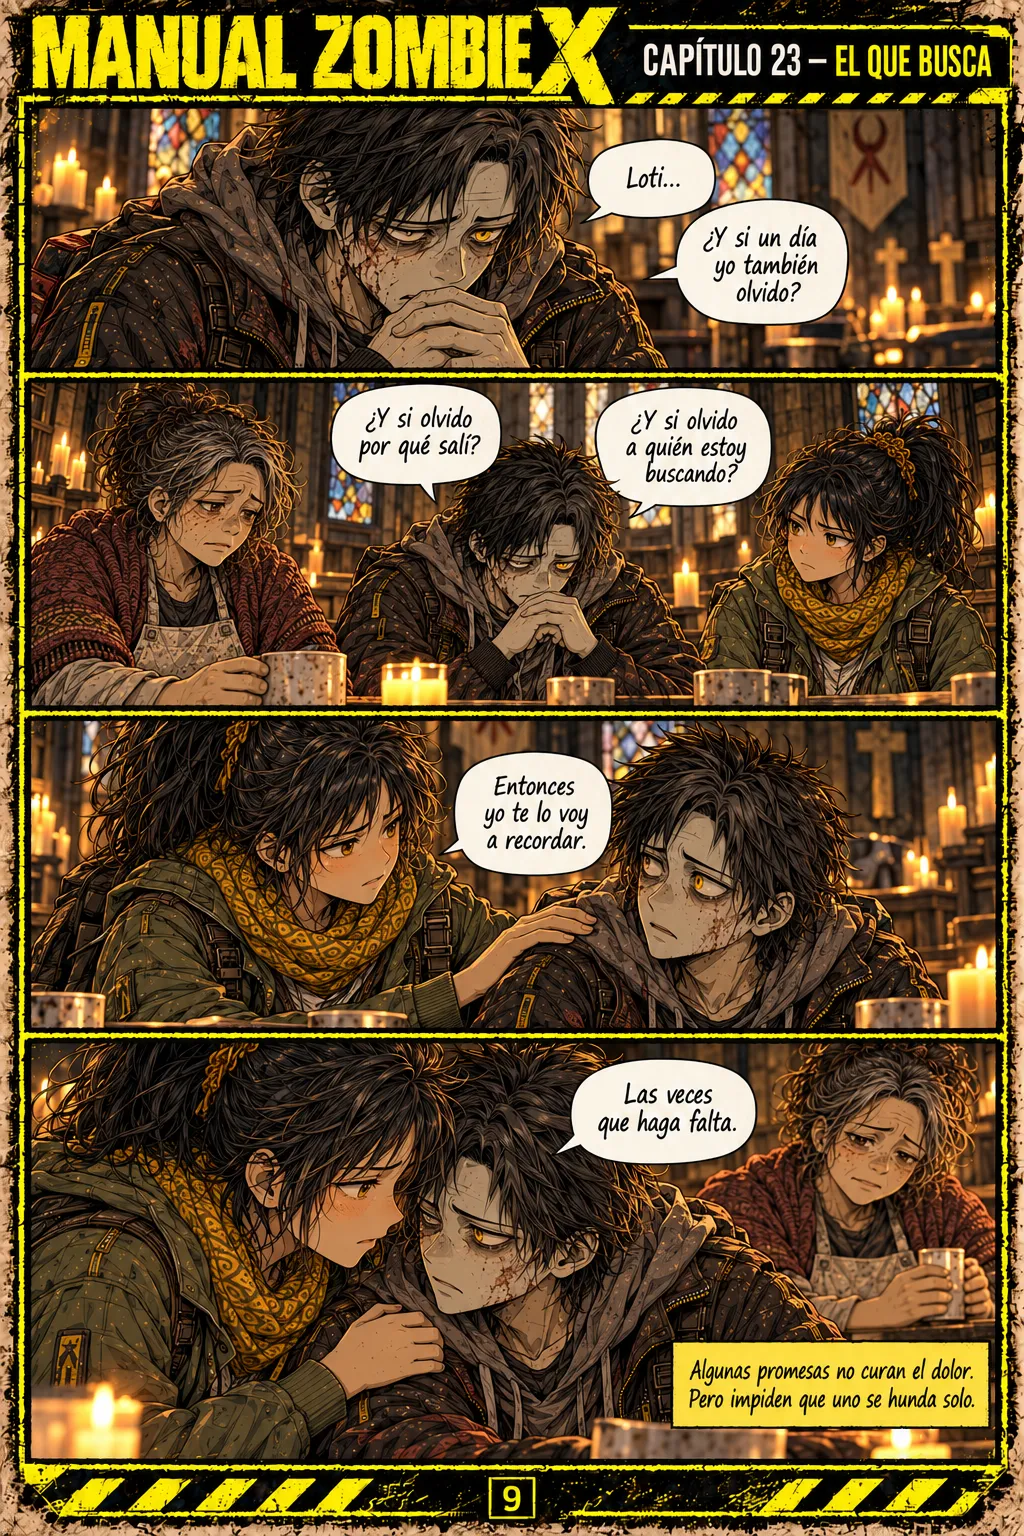 MANUAL ZOMBIE X
CAPÍTULO 23 – EL QUE BUSCA
Loti...
¿Y si un día
yo también
olvido?
¿Y si olvido
por qué salí?
¿Y si olvido
a quién estoy
buscando?
Entonces
yo te lo voy
a recordar.
Las veces
que haga falta.
Algunas promesas no curan el dolor.
Pero impiden que uno se hunda solo.
9